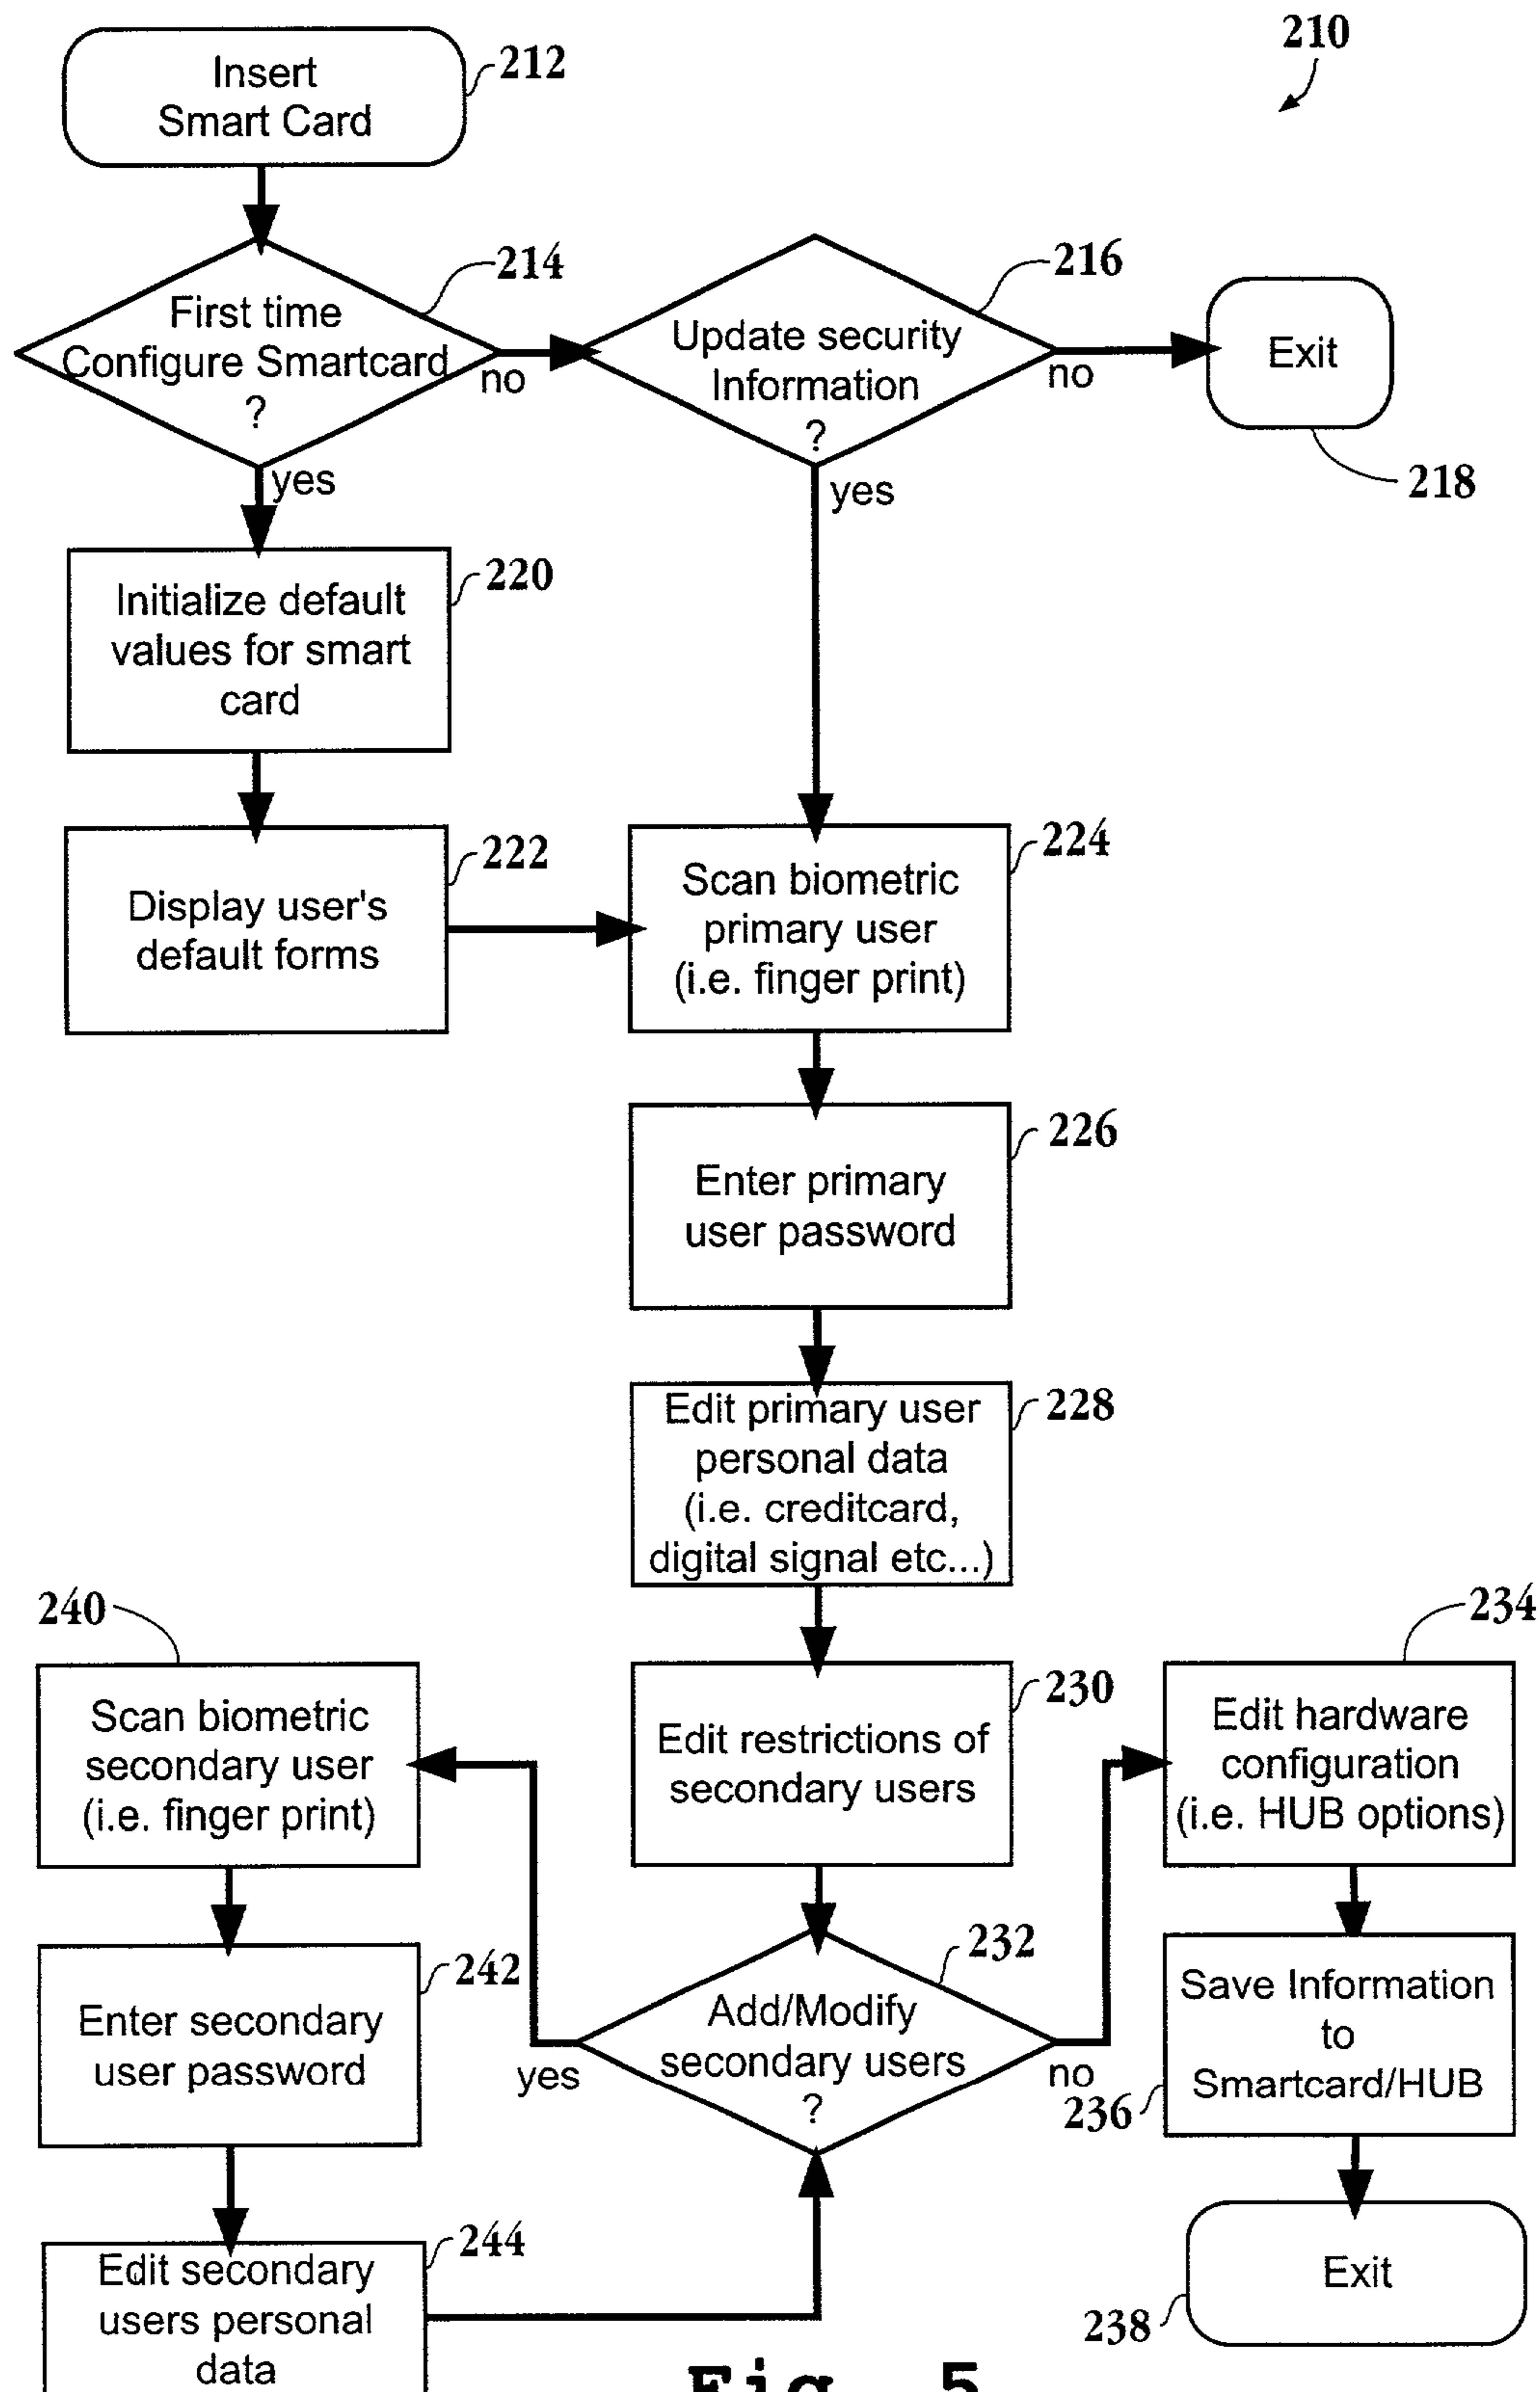 210
Insert
Smart Card
212
First time
Configure Smartcard
?
214
no
yes
Update security
Information
?
216
no
yes
Exit
218
Initialize default
values for smart
card
220
Display user's
default forms
222
Scan biometric
primary user
(i.e. finger print)
224
Enter primary
user password
226
Edit primary user
personal data
(i.e. creditcard,
digital signal etc...)
228
Edit restrictions of
secondary users
230
Add/Modify
secondary users
?
232
yes
no
240
Scan biometric
secondary user
(i.e. finger print)
Enter secondary
user password
242
Edit secondary
users personal
data
244
234
Edit hardware
configuration
(i.e. HUB options)
Save Information
to
Smartcard/HUB
236
Exit
238
Fig. 5